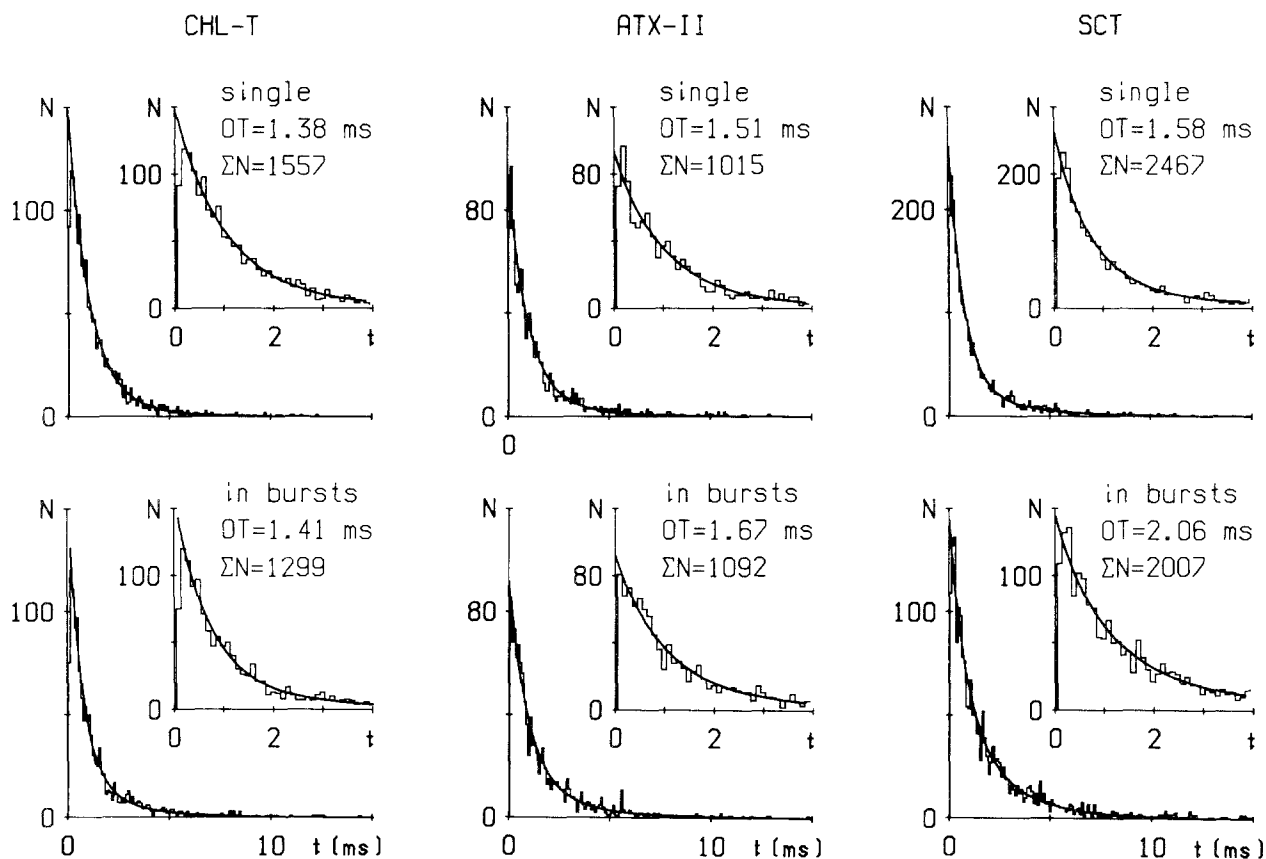 CHL-T
ATX-II
SCT
N
100
0
N
100
0
0
2
t
single
OT=1.38 ms
ΣN=1557
N
80
0
0
N
80
0
0
2
t
single
OT=1.51 ms
ΣN=1015
N
200
0
N
200
0
0
2
t
single
OT=1.58 ms
ΣN=2467
N
100
0
0
10
t(ms)
N
100
0
0
2
t
in bursts
OT=1.41 ms
ΣN=1299
N
80
0
0
10
t(ms)
N
80
0
0
2
t
in bursts
OT=1.67 ms
ΣN=1092
N
100
0
0
10
t(ms)
N
100
0
0
2
t
in bursts
OT=2.06 ms
ΣN=2007